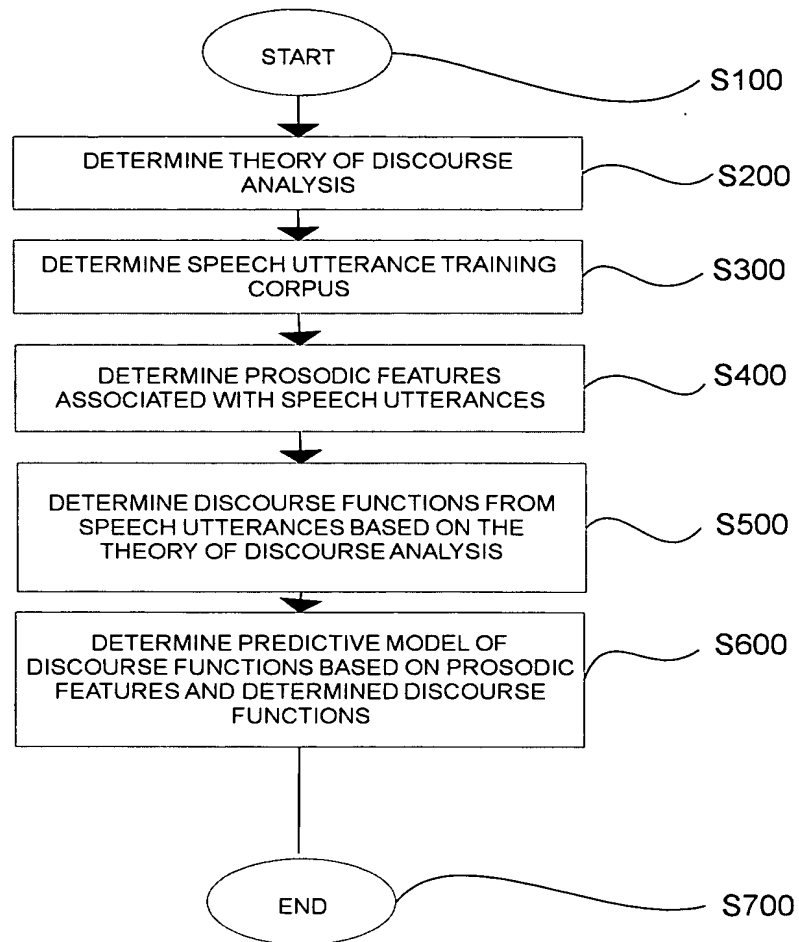 START
S100
DETERMINE THEORY OF DISCOURSE
ANALYSIS
S200
DETERMINE SPEECH UTTERANCE TRAINING
CORPUS
S300
DETERMINE PROSODIC FEATURES
ASSOCIATED WITH SPEECH UTTERANCES
S400
DETERMINE DISCOURSE FUNCTIONS FROM
SPEECH UTTERANCES BASED ON THE
THEORY OF DISCOURSE ANALYSIS
S500
DETERMINE PREDICTIVE MODEL OF
DISCOURSE FUNCTIONS BASED ON PROSODIC
FEATURES AND DETERMINED DISCOURSE
FUNCTIONS
S600
END
S700